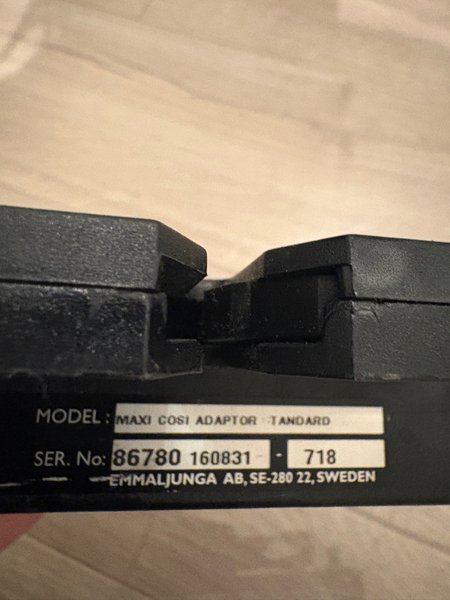 MODEL: MAXI COSI ADAPTOR TANDARD
SER. No: 86780 160831 - 718
EMMALJUNGA AB, SE-280 22, SWEDEN